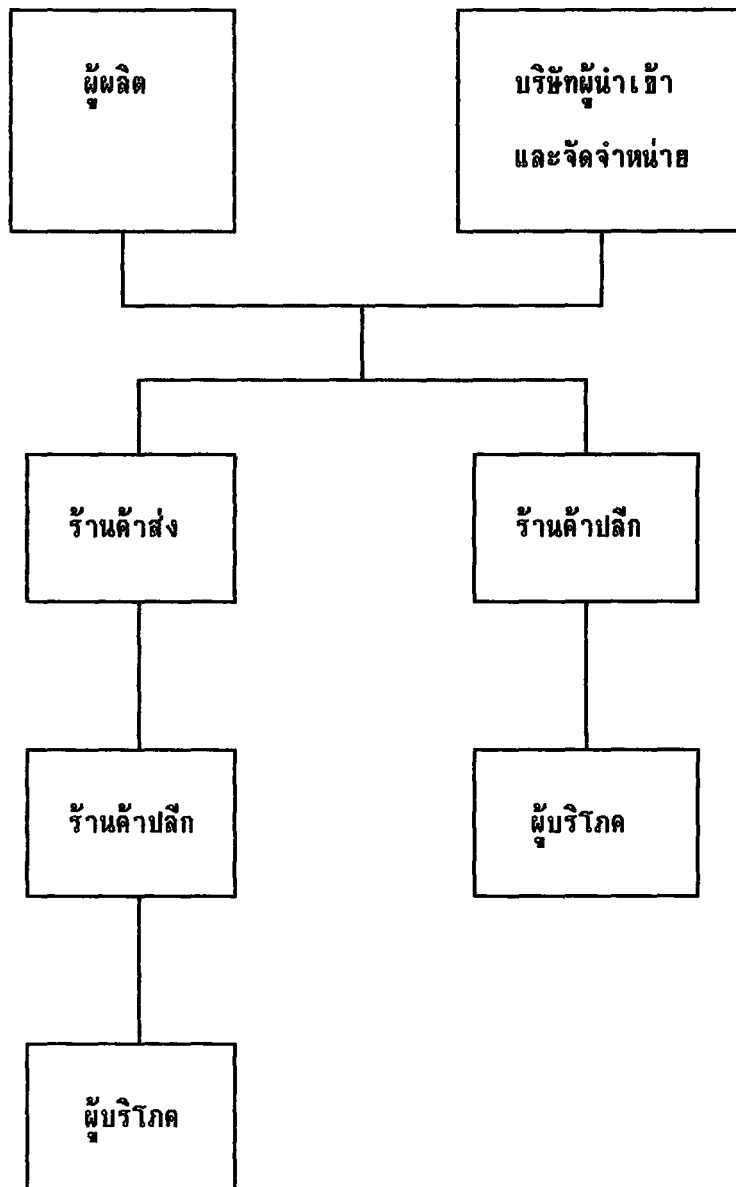 ผู้ผลิต
บริษัทผู้นำเข้า
และจัดจำหน่าย
ร้านค้าส่ง
ร้านค้าปลีก
ร้านค้าปลีก
ผู้บริโภค
ผู้บริโภค